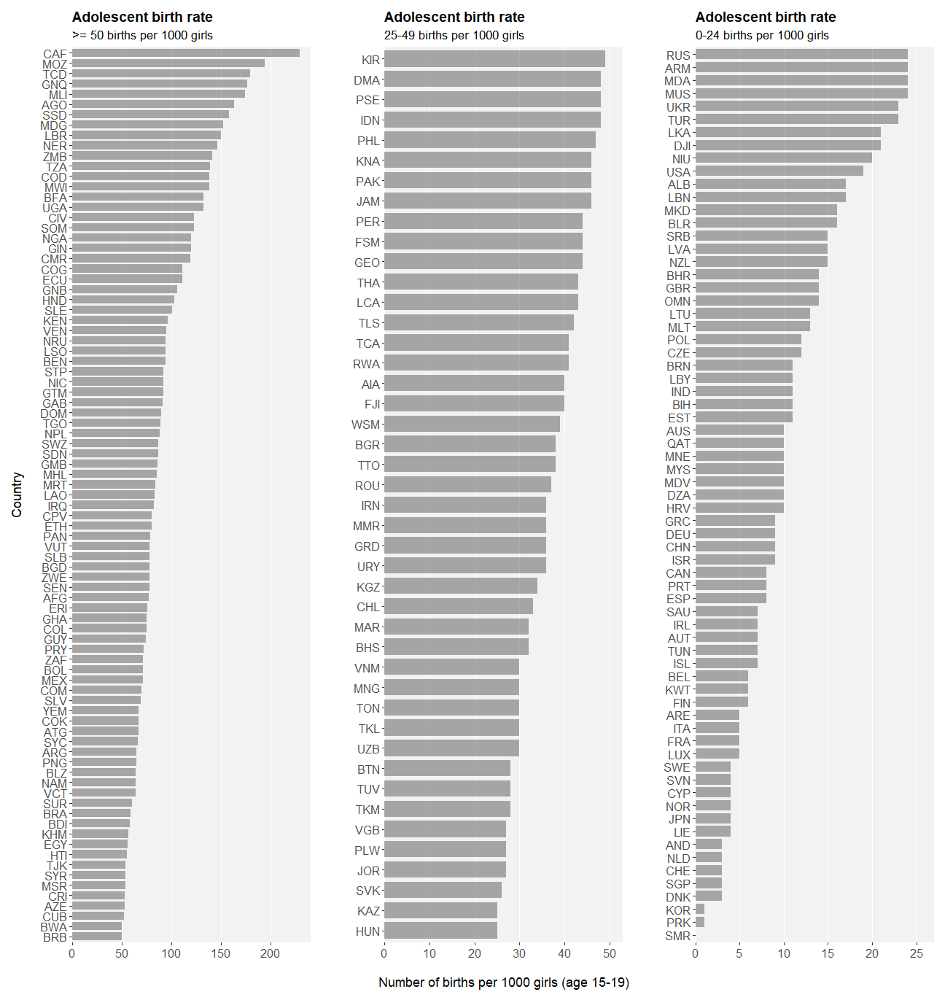 Adolescent birth rate
>= 50 births per 1000 girls
CAF
MOZ
TCD
GNQ
MLI
AGO
SSD
MDG
LBR
NER
ZMB
TZA
COD
MWI
BFA
UGA
CIV
SOM
NGA
GIN
CMR
COG
ECU
GNB
HND
SLE
KEN
VEN
NRU
LSO
BEN
STP
NIC
GTM
GAB
DOM
TGO
NPL
SWZ
SDN
GMB
MHL
MRT
LAO
IRQ
CPV
ETH
PAN
VUT
SLB
BGD
ZWE
SEN
AFG
ERI
GHA
COL
GUY
PRY
ZAF
BOL
MEX
COM
SLV
YEM
COK
ATG
SYC
ARG
PNG
BLZ
NAM
VCT
SUR
BRA
BDI
KHM
EGY
HTI
TJK
SYR
MSR
CRI
AZE
CUB
BWA
BRB
0 50 100 150 200
Country
Adolescent birth rate
25-49 births per 1000 girls
KIR
DMA
PSE
IDN
PHL
KNA
PAK
JAM
PER
FSM
GEO
THA
LCA
TLS
TCA
RWA
AIA
FJI
WSM
BGR
TTO
ROU
IRN
MMR
GRD
URY
KGZ
CHL
MAR
BHS
VNM
MNG
TON
TKL
UZB
BTN
TUV
TKM
VGB
PLW
JOR
SVK
KAZ
HUN
0 10 20 30 40 50
Number of births per 1000 girls (age 15-19)
Adolescent birth rate
0-24 births per 1000 girls
RUS
ARM
MDA
MUS
UKR
TUR
LKA
DJI
NIU
USA
ALB
LBN
MKD
BLR
SRB
LVA
NZL
BHR
GBR
OMN
LTU
MLT
POL
CZE
BRN
LBY
IND
BIH
EST
AUS
QAT
MNE
MYS
MDV
DZA
HRV
GRC
DEU
CHN
ISR
CAN
PRT
ESP
SAU
IRL
AUT
TUN
ISL
BEL
KWT
FIN
ARE
ITA
FRA
LUX
SWE
SVN
CYP
NOR
JPN
LIE
AND
NLD
CHE
SGP
DNK
KOR
PRK
SMR
0 5 10 15 20 25